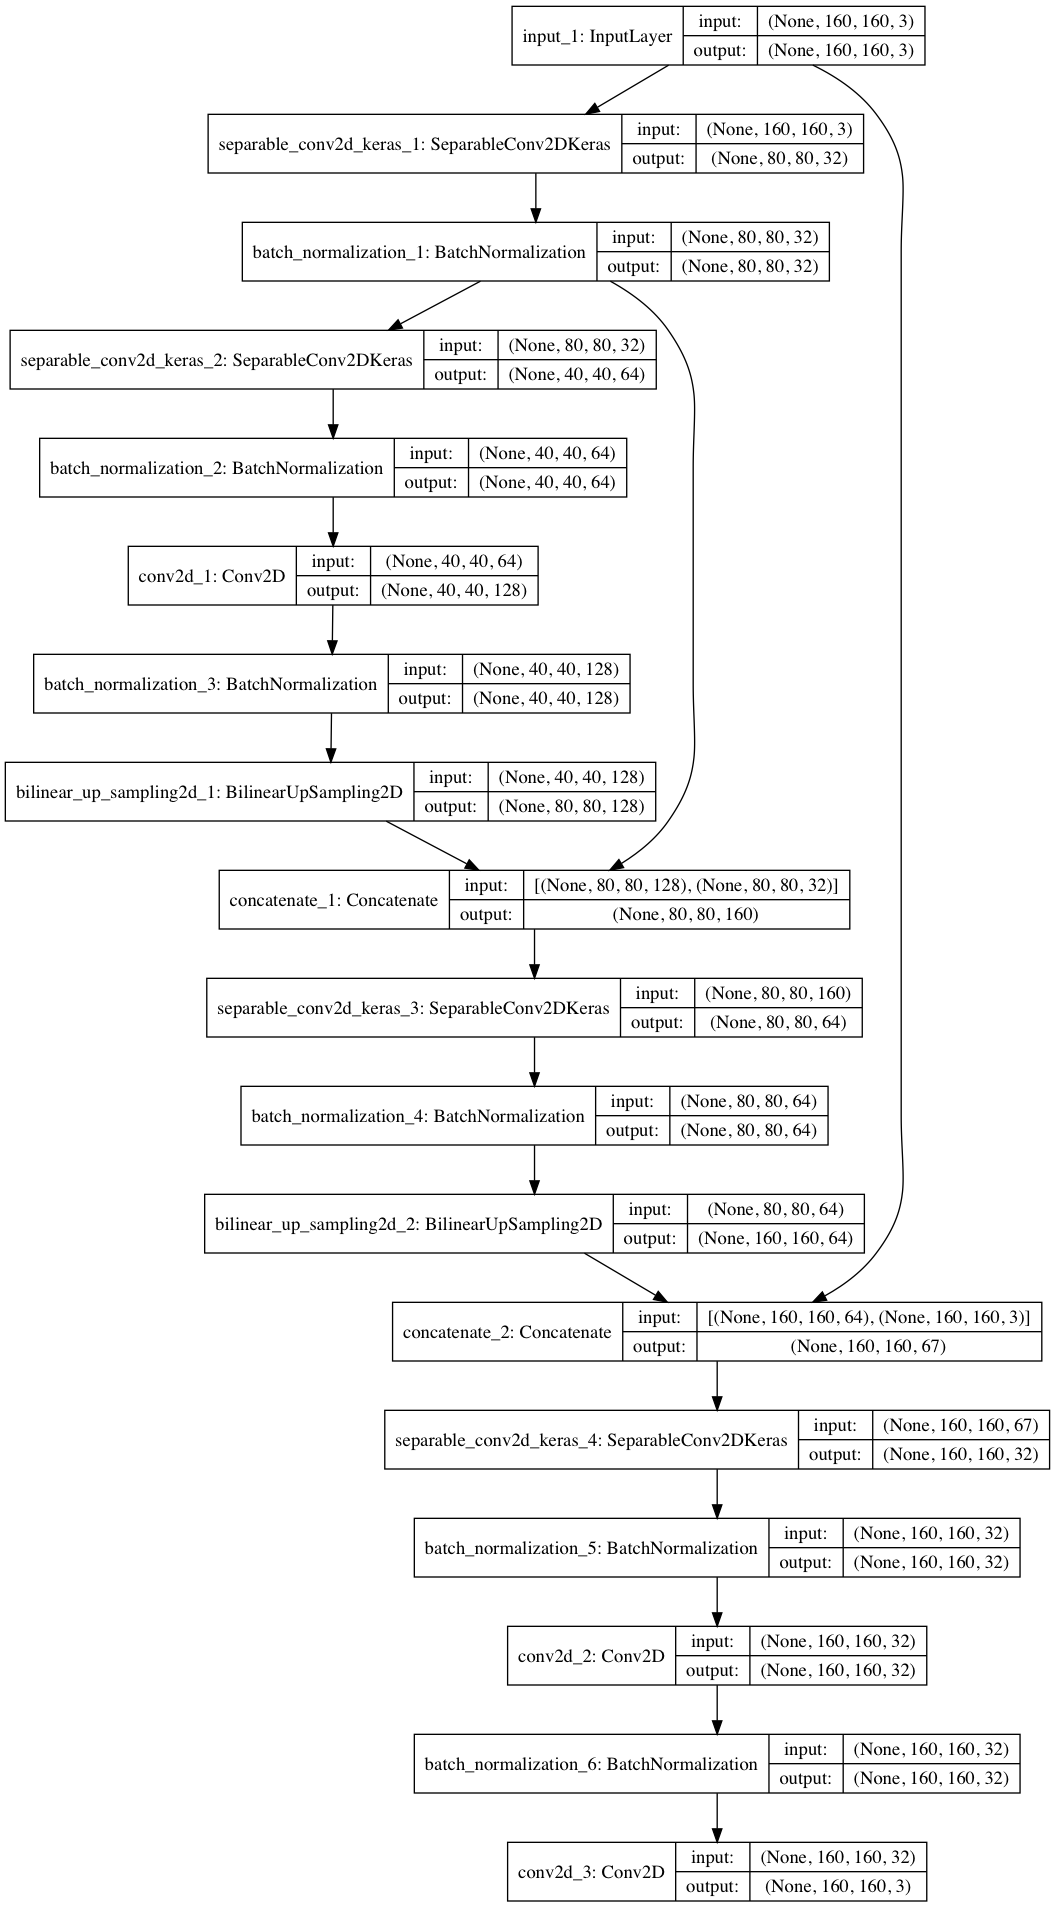 input_1: InputLayer
input: (None, 160, 160, 3)
output: (None, 160, 160, 3)
separable_conv2d_keras_1: SeparableConv2DKeras
input: (None, 160, 160, 3)
output: (None, 80, 80, 32)
batch_normalization_1: BatchNormalization
input: (None, 80, 80, 32)
output: (None, 80, 80, 32)
separable_conv2d_keras_2: SeparableConv2DKeras
input: (None, 80, 80, 32)
output: (None, 40, 40, 64)
batch_normalization_2: BatchNormalization
input: (None, 40, 40, 64)
output: (None, 40, 40, 64)
conv2d_1: Conv2D
input: (None, 40, 40, 64)
output: (None, 40, 40, 128)
batch_normalization_3: BatchNormalization
input: (None, 40, 40, 128)
output: (None, 40, 40, 128)
bilinear_up_sampling2d_1: BilinearUpSampling2D
input: (None, 40, 40, 128)
output: (None, 80, 80, 128)
concatenate_1: Concatenate
input: [(None, 80, 80, 128), (None, 80, 80, 32)]
output: (None, 80, 80, 160)
separable_conv2d_keras_3: SeparableConv2DKeras
input: (None, 80, 80, 160)
output: (None, 80, 80, 64)
batch_normalization_4: BatchNormalization
input: (None, 80, 80, 64)
output: (None, 80, 80, 64)
bilinear_up_sampling2d_2: BilinearUpSampling2D
input: (None, 80, 80, 64)
output: (None, 160, 160, 64)
concatenate_2: Concatenate
input: [(None, 160, 160, 64), (None, 160, 160, 3)]
output: (None, 160, 160, 67)
separable_conv2d_keras_4: SeparableConv2DKeras
input: (None, 160, 160, 67)
output: (None, 160, 160, 32)
batch_normalization_5: BatchNormalization
input: (None, 160, 160, 32)
output: (None, 160, 160, 32)
conv2d_2: Conv2D
input: (None, 160, 160, 32)
output: (None, 160, 160, 32)
batch_normalization_6: BatchNormalization
input: (None, 160, 160, 32)
output: (None, 160, 160, 32)
conv2d_3: Conv2D
input: (None, 160, 160, 32)
output: (None, 160, 160, 3)